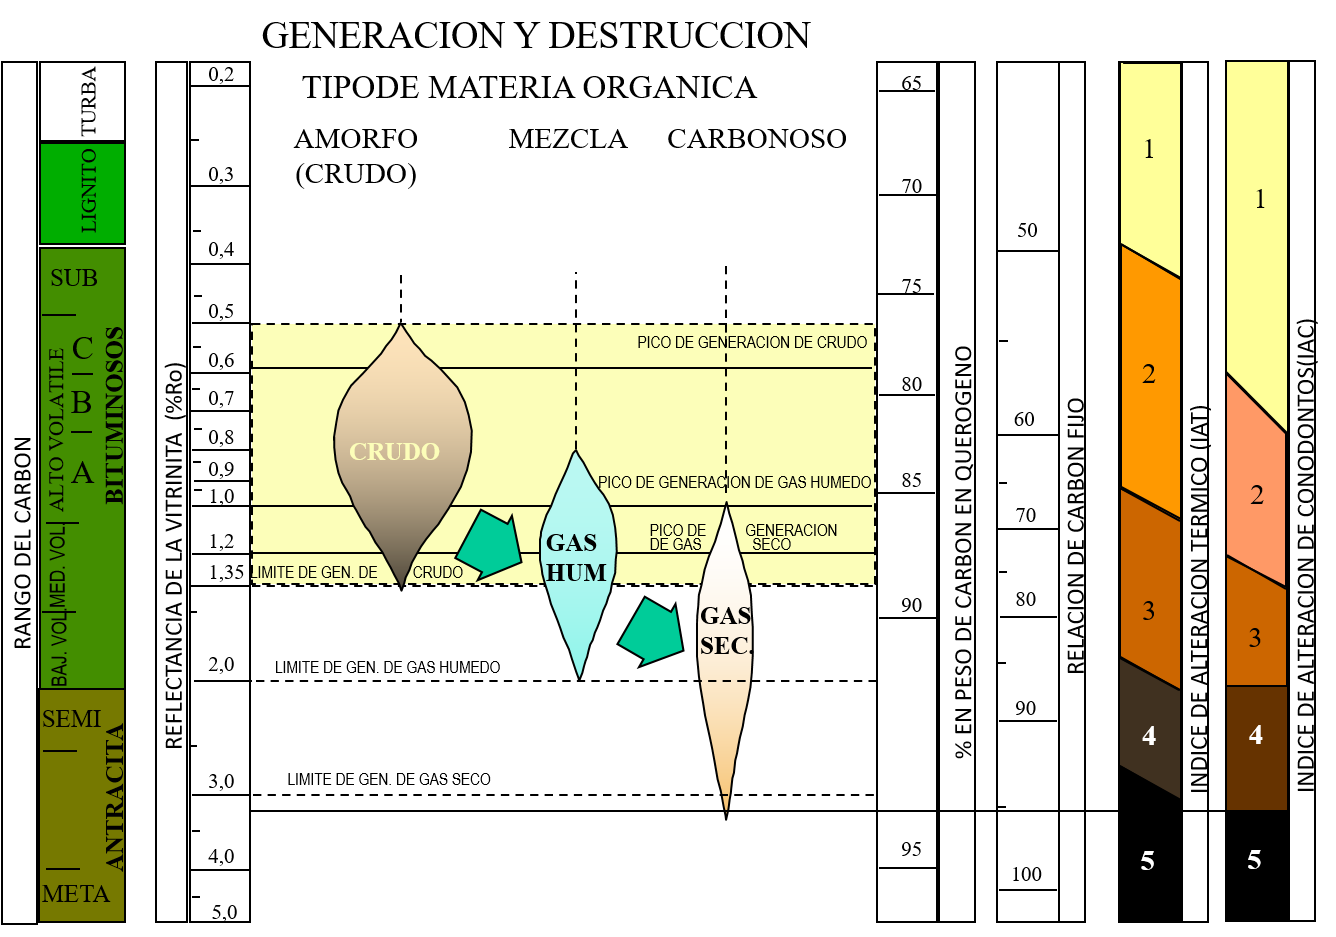 GENERACION Y DESTRUCCION
TIPODE MATERIA ORGANICA
AMORFO
(CRUDO)
MEZCLA
CARBONOSO
RANGO DEL CARBON
TURBA
LIGNITO
SUB
BITUMINOSOS
ALTO VOLATILE
C
B
A
MED. VOL
BAJ. VOL
SEMI
ANTRACITA
META
REFLECTANCIA DE LA VITRINITA (%Ro)
0,2
0,3
0,4
0,5
0,6
0,7
0,8
0,9
1,0
1,2
1,35
2,0
3,0
4,0
5,0
PICO DE GENERACION DE CRUDO
CRUDO
PICO DE GENERACION DE GAS HUMEDO
PICO DE GENERACION
DE GAS SECO
GAS
HUM
LIMITE DE GEN. DE CRUDO
GAS
SEC.
LIMITE DE GEN. DE GAS HUMEDO
LIMITE DE GEN. DE GAS SECO
65
70
75
80
85
90
95
% EN PESO DE CARBON EN QUEROGENO
50
60
70
80
90
100
RELACION DE CARBON FIJO
1
2
3
4
5
INDICE DE ALTERACION TERMICO (IAT)
1
2
3
4
5
INDICE DE ALTERACION DE CONODONTOS(IAC)